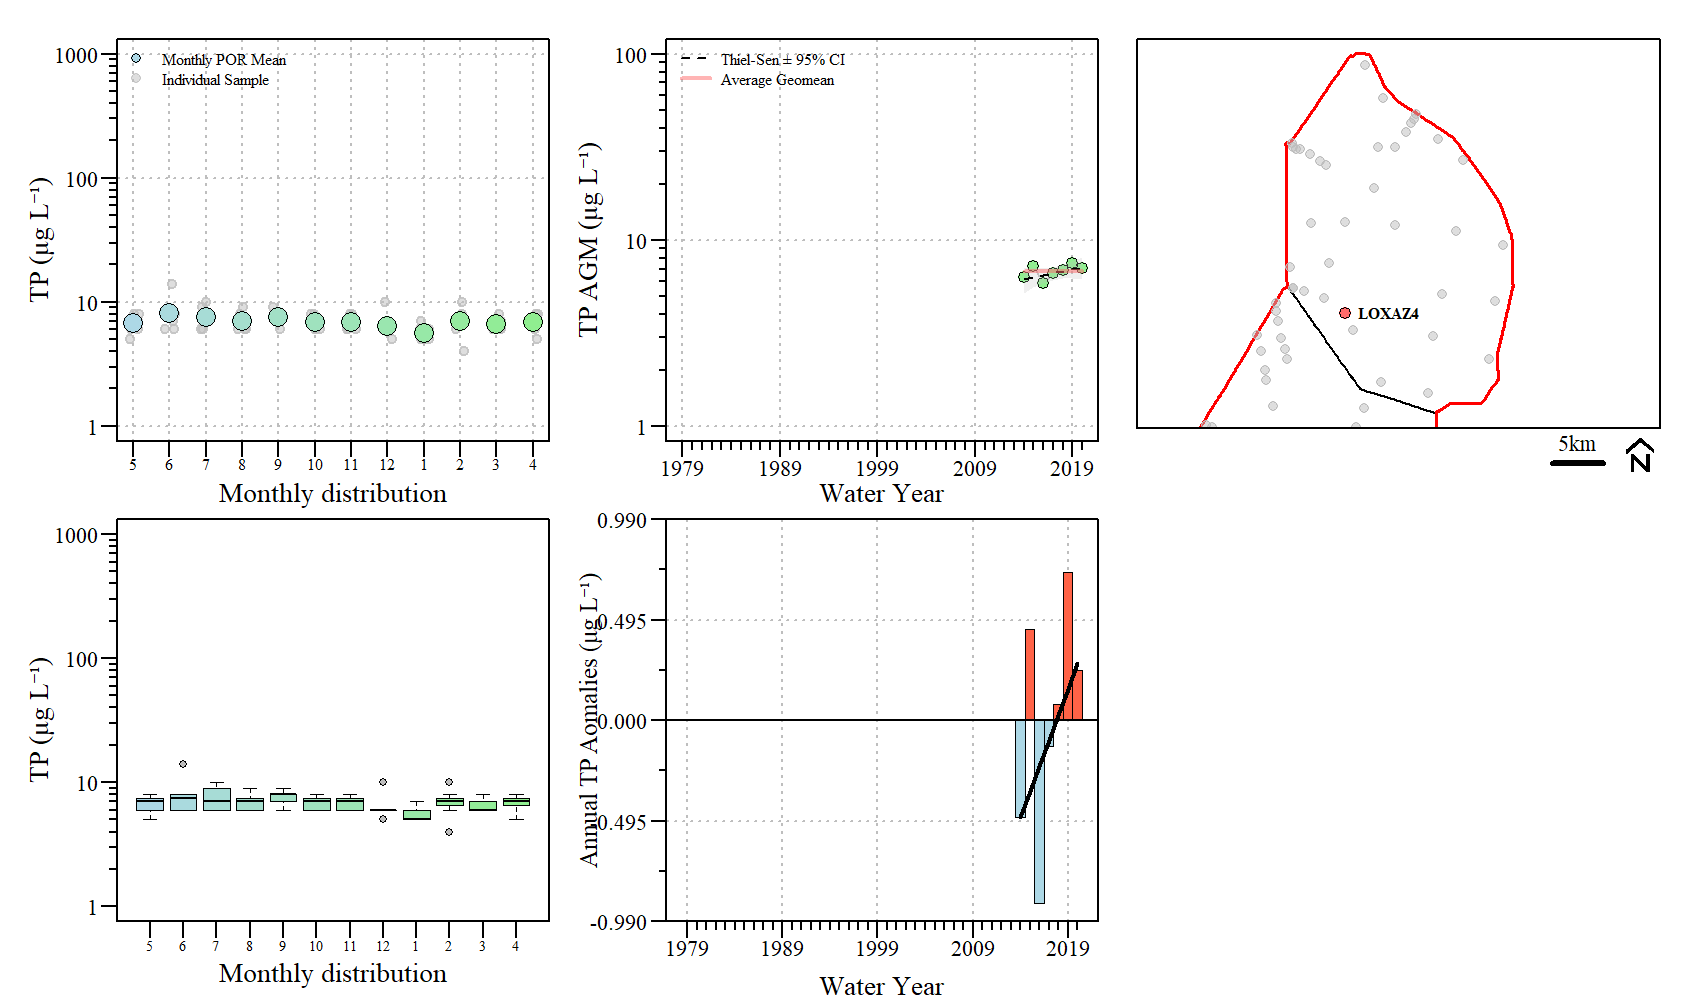 1000
100
10
1
TP (µg L⁻¹)
Monthly POR Mean
Individual Sample
5 6 7 8 9 10 11 12 1 2 3 4
Monthly distribution
100
10
1
TP AGM (µg L⁻¹)
Thiel-Sen ± 95% CI
Average Geomean
1979 1989 1999 2009 2019
Water Year
LOXAZ4
5km
N
1000
100
10
1
TP (µg L⁻¹)
5 6 7 8 9 10 11 12 1 2 3 4
Monthly distribution
0.990
0.495
0.000
-0.495
-0.990
Annual TP Aomalies (µg L⁻¹)
1979 1989 1999 2009 2019
Water Year